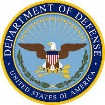 DEPARTMENT OF DEFENSE
UNITED STATES OF AMERICA